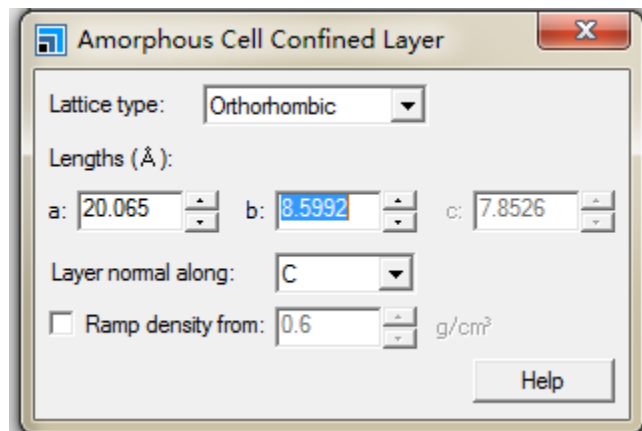 Amorphous Cell Confined Layer
Lattice type: Orthorhombic
Lengths (Å):
a: 20.065 b: 8.5992 c: 7.8526
Layer normal along: C
Ramp density from: 0.6 g/cm³
Help